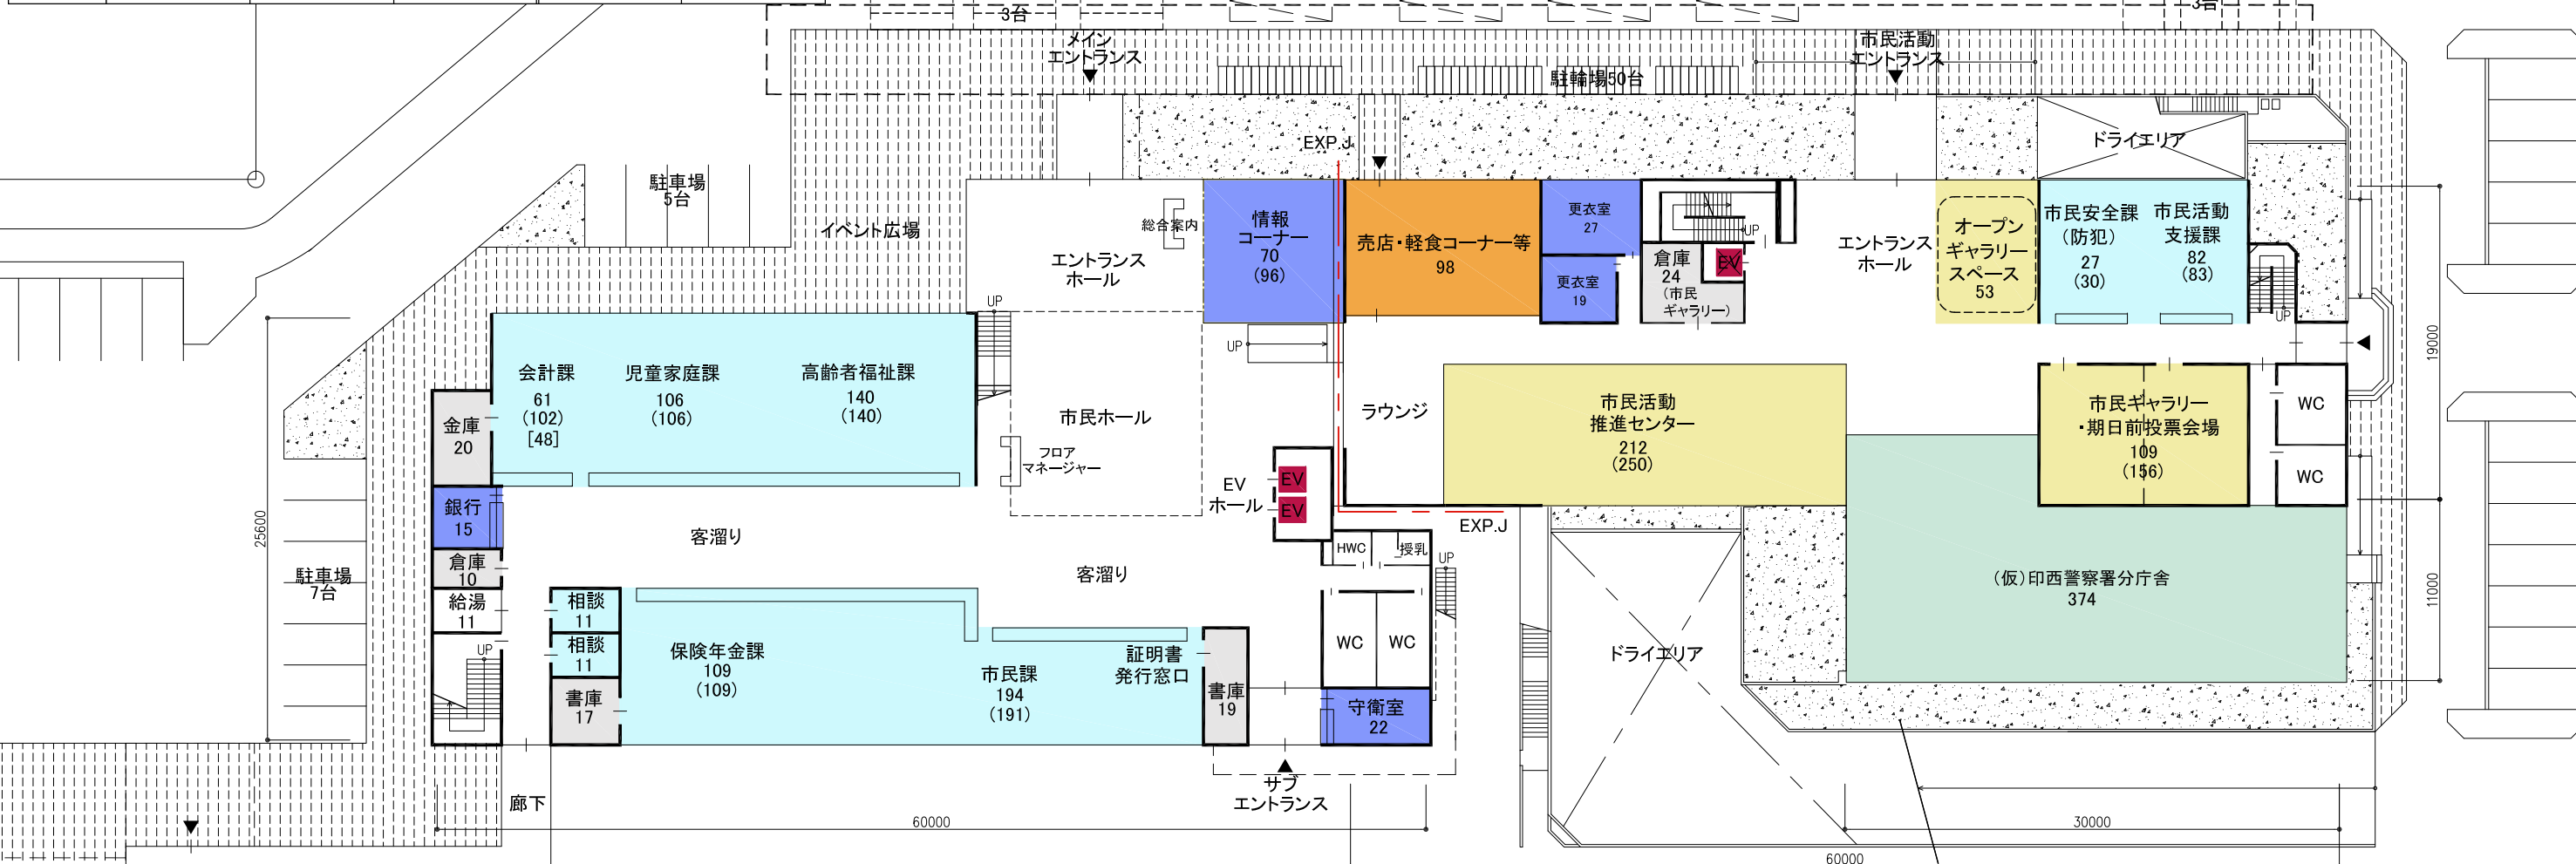 3台
3台
メイン
エントランス
市民活動
エントランス
駐輪場50台
EXP.J
ドライエリア
駐車場
5台
イベント広場
総合案内
エントランス
ホール
情報
コーナー
70
(96)
売店・軽食コーナー等
98
更衣室
27
更衣室
19
UP
倉庫
24
(市民
ギャラリー)
EV
エントランス
ホール
オープン
ギャラリー
スペース
53
市民安全課
(防犯)
27
(30)
市民活動
支援課
82
(83)
UP
UP
UP
19000
会計課
61
(102)
[48]
児童家庭課
106
(106)
高齢者福祉課
140
(140)
市民ホール
フロア
マネージャー
ラウンジ
市民活動
推進センター
212
(250)
市民ギャラリー
・期日前投票会場
109
(156)
WC
WC
金庫
20
銀行
15
倉庫
10
給湯
11
UP
25600
駐車場
7台
客溜り
客溜り
EV
ホール
EV
EV
EXP.J
HWC
授乳
UP
WC
WC
相談
11
相談
11
書庫
17
保険年金課
109
(109)
市民課
194
(191)
証明書
発行窓口
書庫
19
守衛室
22
ドライエリア
(仮)印西警察署分庁舎
374
11000
廊下
サブ
エントランス
60000
30000
60000